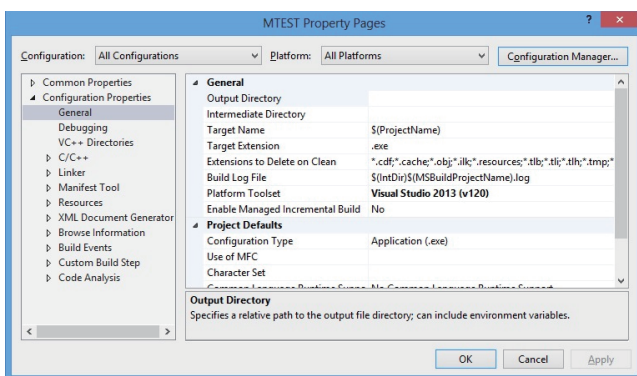 MTEST Property Pages
Configuration: All Configurations Platform: All Platforms Configuration Manager...
Common Properties
Configuration Properties
General
Debugging
VC++ Directories
C/C++
Linker
Manifest Tool
Resources
XML Document Generator
Browse Information
Build Events
Custom Build Step
Code Analysis
General
Output Directory
Intermediate Directory
Target Name $(ProjectName)
Target Extension .exe
Extensions to Delete on Clean *.cdf;*.cache;*.obj;*.ilk;*.resources;*.tlb;*.tli;*.tlh;*.tmp;*
Build Log File $(IntDir)$(MSBuildProjectName).log
Platform Toolset Visual Studio 2013 (v120)
Enable Managed Incremental Build No
Project Defaults
Configuration Type Application (.exe)
Use of MFC
Character Set
Common Language Runtime Suppo No Common Language Runtime Support
Output Directory
Specifies a relative path to the output file directory; can include environment variables.
OK Cancel Apply